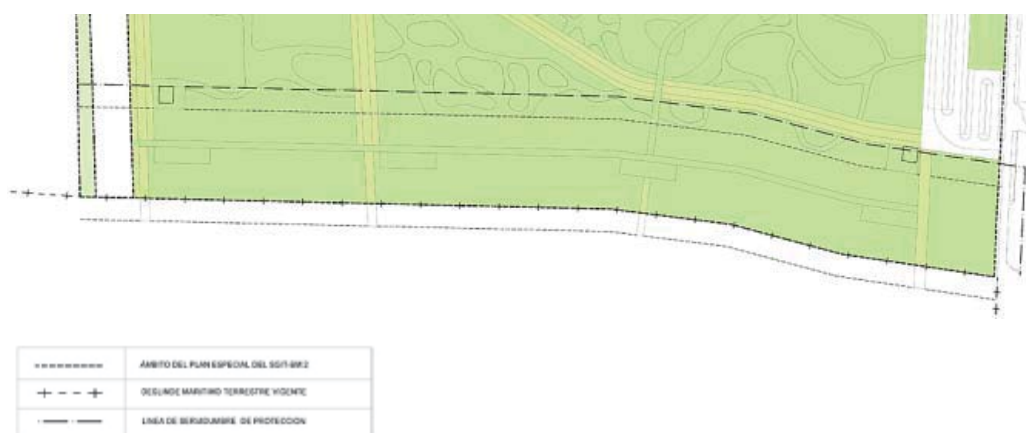 ÁMBITO DEL PLAN ESPECIAL DEL SGIT-BM.2
DESLINDE MARITIMO TERRESTRE VIGENTE
LINEA DE SERVIDUMBRE DE PROTECCION